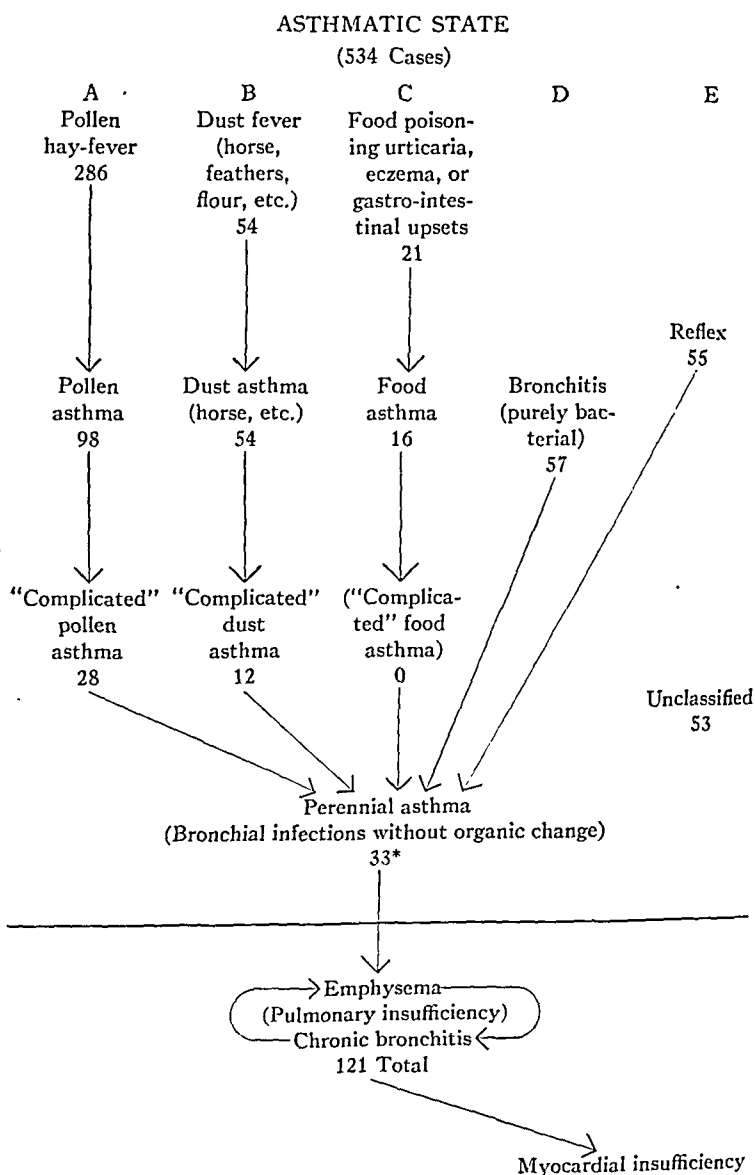 ASTHMATIC STATE
(534 Cases)
A
Pollen
hay-fever
286
B
Dust fever
(horse,
feathers,
flour, etc.)
54
C
Food poison-
ing urticaria,
eczema, or
gastro-intes-
tinal upsets
21
D
E
Reflex
55
Pollen
asthma
98
Dust asthma
(horse, etc.)
54
Food
asthma
16
Bronchitis
(purely bac-
terial)
57
"Complicated"
pollen
asthma
28
"Complicated"
dust
asthma
12
("Complica-
ted" food
asthma)
0
Unclassified
53
Perennial asthma
(Bronchial infections without organic change)
33*
Emphysema
(Pulmonary insufficiency)
Chronic bronchitis
121 Total
Myocardial insufficiency